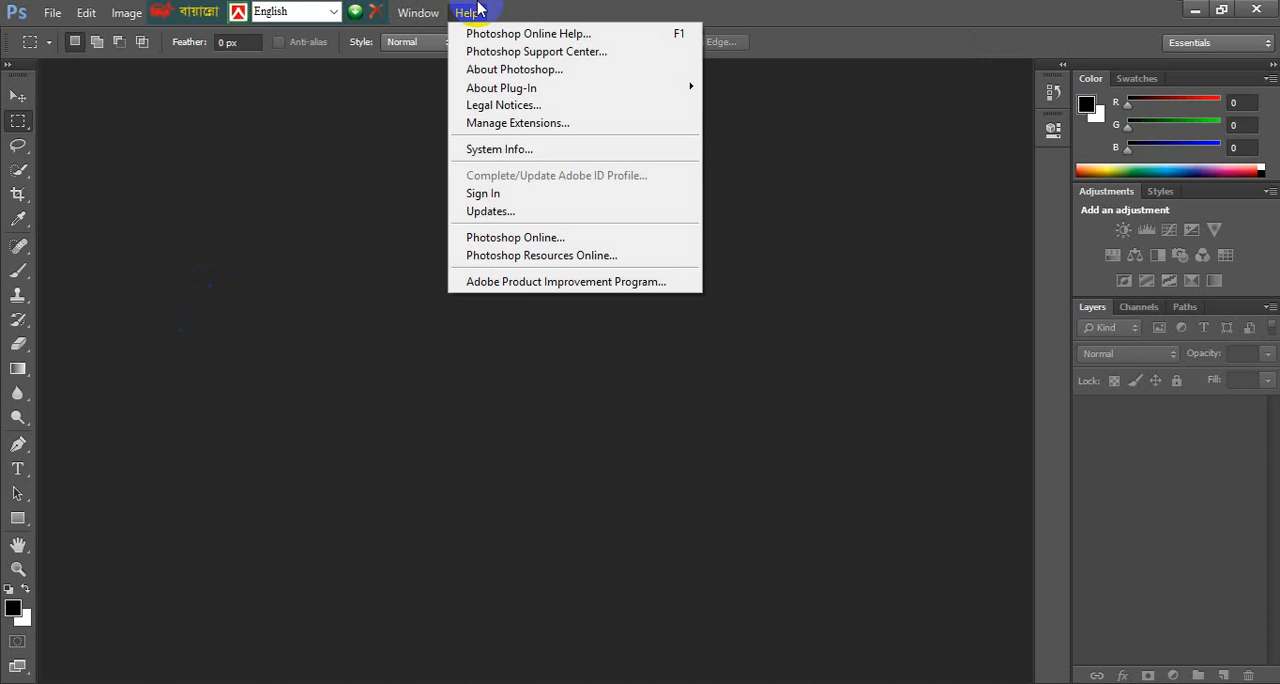 Ps File Edit Image বায়ান্নো English Window Help
Feather: 0 px Anti-alias Style: Normal Edge... Essentials
Photoshop Online Help... F1
Photoshop Support Center...
About Photoshop...
About Plug-In
Legal Notices...
Manage Extensions...
System Info...
Complete/Update Adobe ID Profile...
Sign In
Updates...
Photoshop Online...
Photoshop Resources Online...
Adobe Product Improvement Program...
Color Swatches
R 0
G 0
B 0
Adjustments Styles
Add an adjustment
Layers Channels Paths
Kind
Normal Opacity:
Lock: Fill: